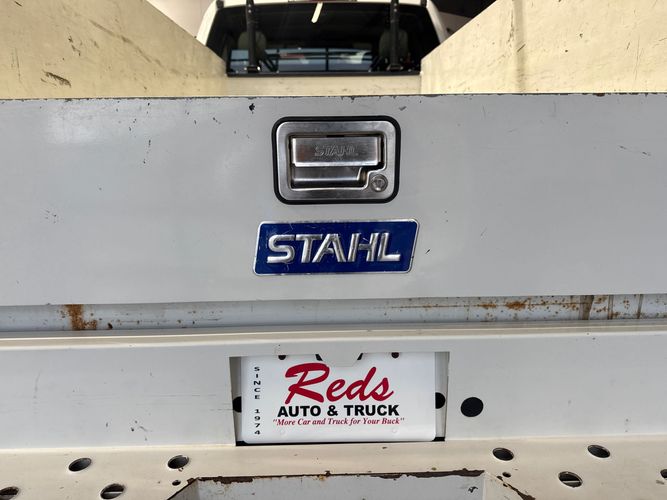 STAHL
STAHL
SINCE 1974
Reds
AUTO & TRUCK
"More Car and Truck for Your Buck"